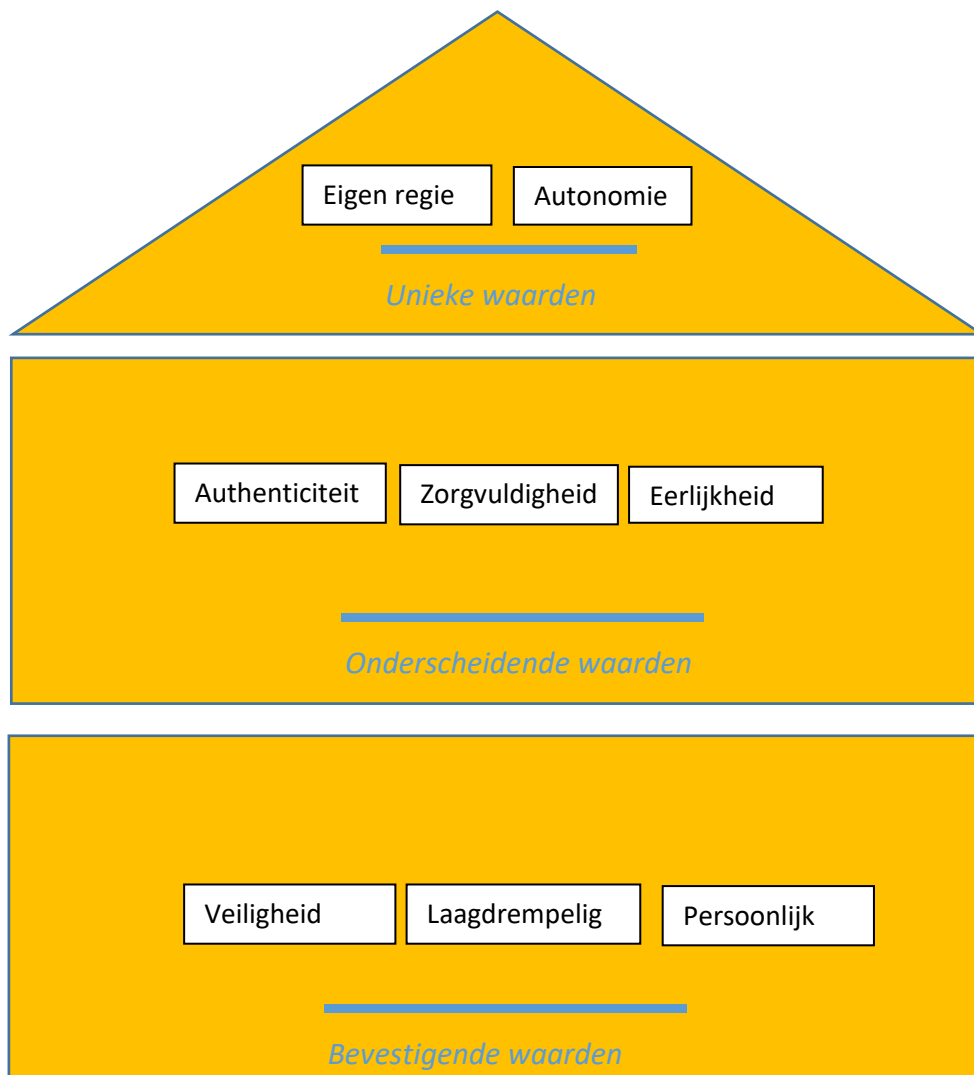 Eigen regie
Autonomie
Unieke waarden
Authenticiteit
Zorgvuldigheid
Eerlijkheid
Onderscheidende waarden
Veiligheid
Laagdrempelig
Persoonlijk
Bevestigende waarden